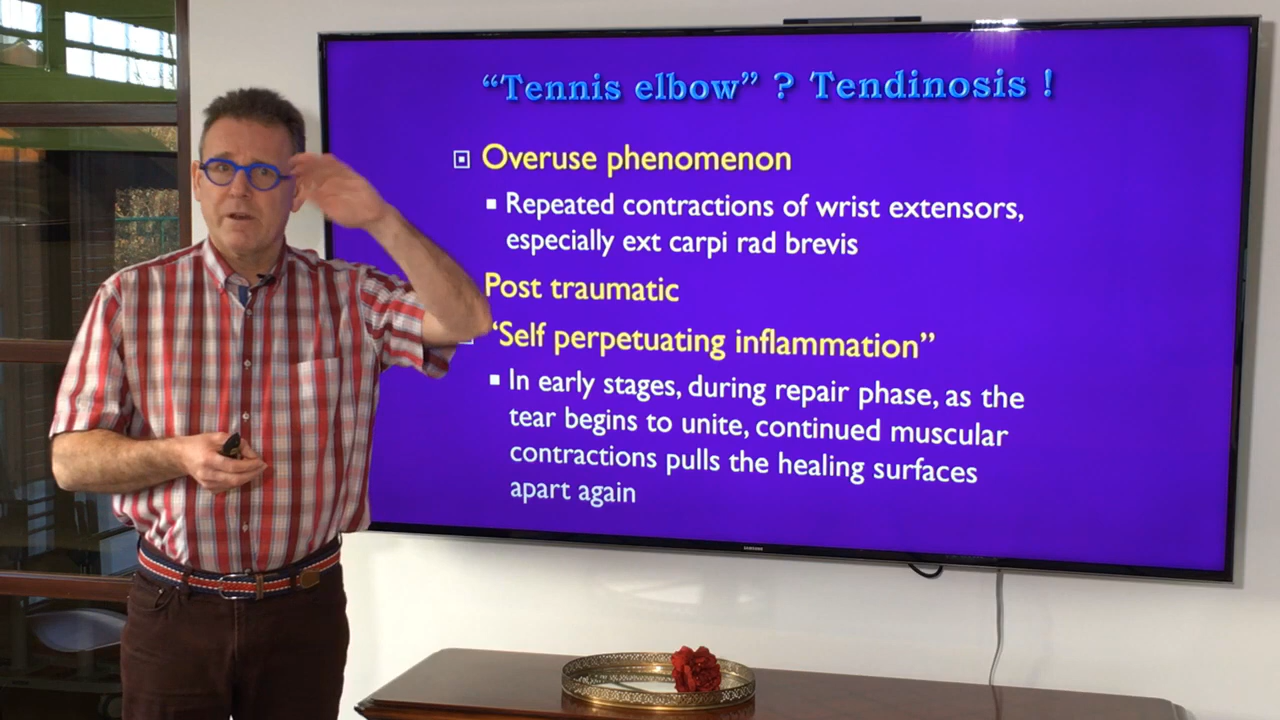 “Tennis elbow” ? Tendinosis !
Overuse phenomenon
Repeated contractions of wrist extensors,
especially ext carpi rad brevis
Post traumatic
“Self perpetuating inflammation”
In early stages, during repair phase, as the
tear begins to unite, continued muscular
contractions pulls the healing surfaces
apart again
SAMSUNG